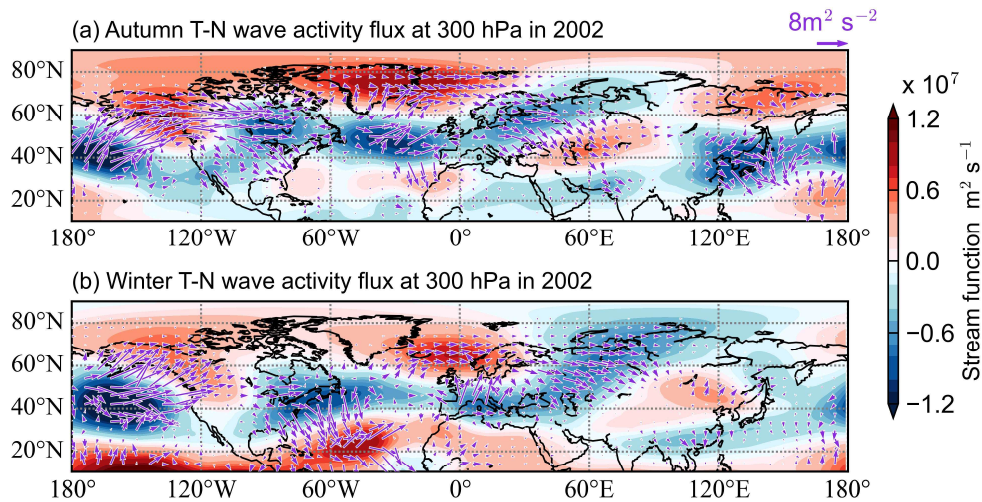 (a) Autumn T-N wave activity flux at 300 hPa in 2002
8m² s⁻²
80°N
60°N
40°N
20°N
180° 120°W 60°W 0° 60°E 120°E 180°
(b) Winter T-N wave activity flux at 300 hPa in 2002
80°N
60°N
40°N
20°N
180° 120°W 60°W 0° 60°E 120°E 180°
x 10⁷
1.2
0.6
0.0
−0.6
−1.2
Stream function m² s⁻¹